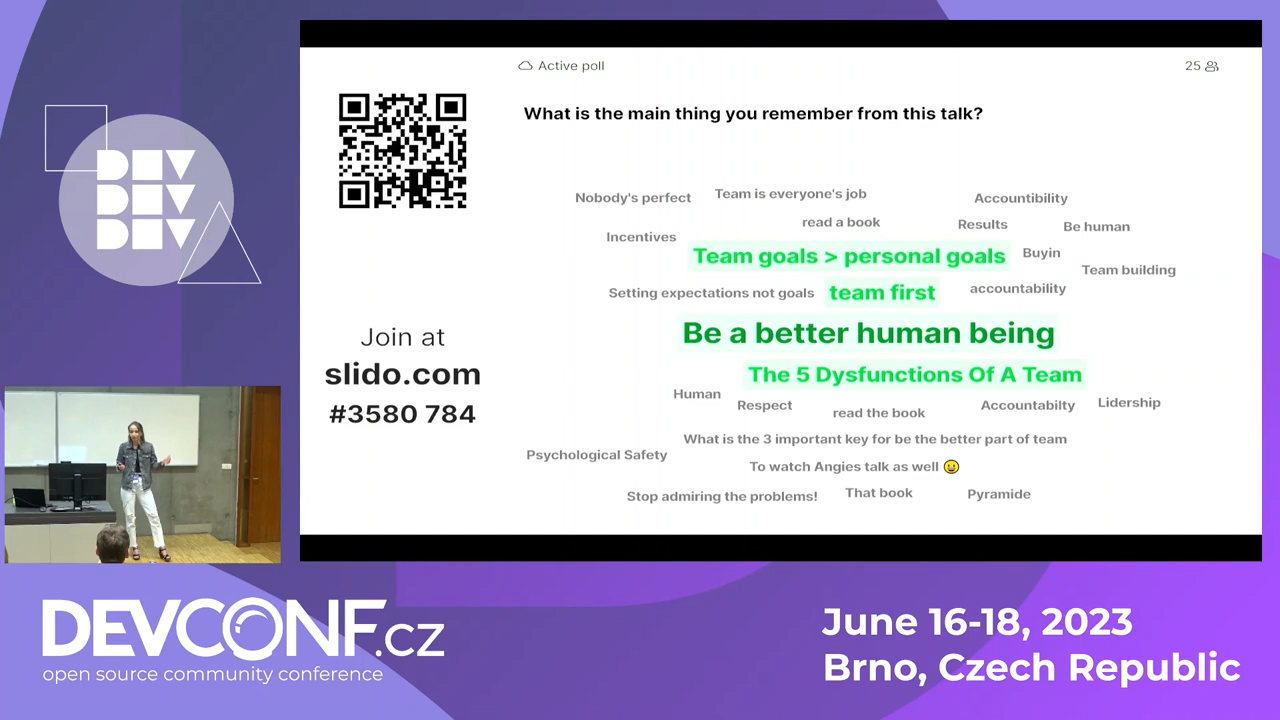 DEV
DEV
DEV
Active poll
25
What is the main thing you remember from this talk?
Nobody's perfect
Team is everyone's job
Accountibility
read a book
Results
Be human
Incentives
Team goals > personal goals
Buyin
Team building
Setting expectations not goals
team first
accountability
Be a better human being
The 5 Dysfunctions Of A Team
Human
Respect
read the book
Accountabilty
Lidership
What is the 3 important key for be the better part of team
Psychological Safety
To watch Angies talk as well 😀
Stop admiring the problems!
That book
Pyramide
Join at
slido.com
#3580 784
DEVCONF.cz
open source community conference
June 16-18, 2023
Brno, Czech Republic